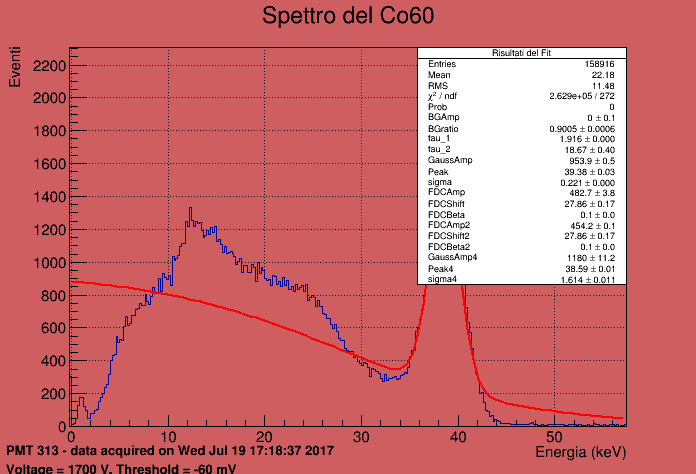 Spettro del Co60
Eventi
2200
2000
1800
1600
1400
1200
1000
800
600
400
200
0
0 10 20 30 40 50
Energia (keV)
Risultati del Fit
Entries 158916
Mean 22.18
RMS 11.48
χ² / ndf 2.629e+05 / 272
Prob 0
BGAmp 0 ± 0.1
BGratio 0.9005 ± 0.0006
tau_1 1.916 ± 0.000
tau_2 18.67 ± 0.40
GaussAmp 953.9 ± 0.5
Peak 39.38 ± 0.03
sigma 0.221 ± 0.000
FDCAmp 482.7 ± 3.8
FDCShift 27.86 ± 0.17
FDCBeta 0.1 ± 0.0
FDCAmp2 454.2 ± 0.1
FDCShift2 27.86 ± 0.17
FDCBeta2 0.1 ± 0.0
GaussAmp4 1180 ± 11.2
Peak4 38.59 ± 0.01
sigma4 1.614 ± 0.011
PMT 313 - data acquired on Wed Jul 19 17:18:37 2017
Voltage = 1700 V, Threshold = -60 mV